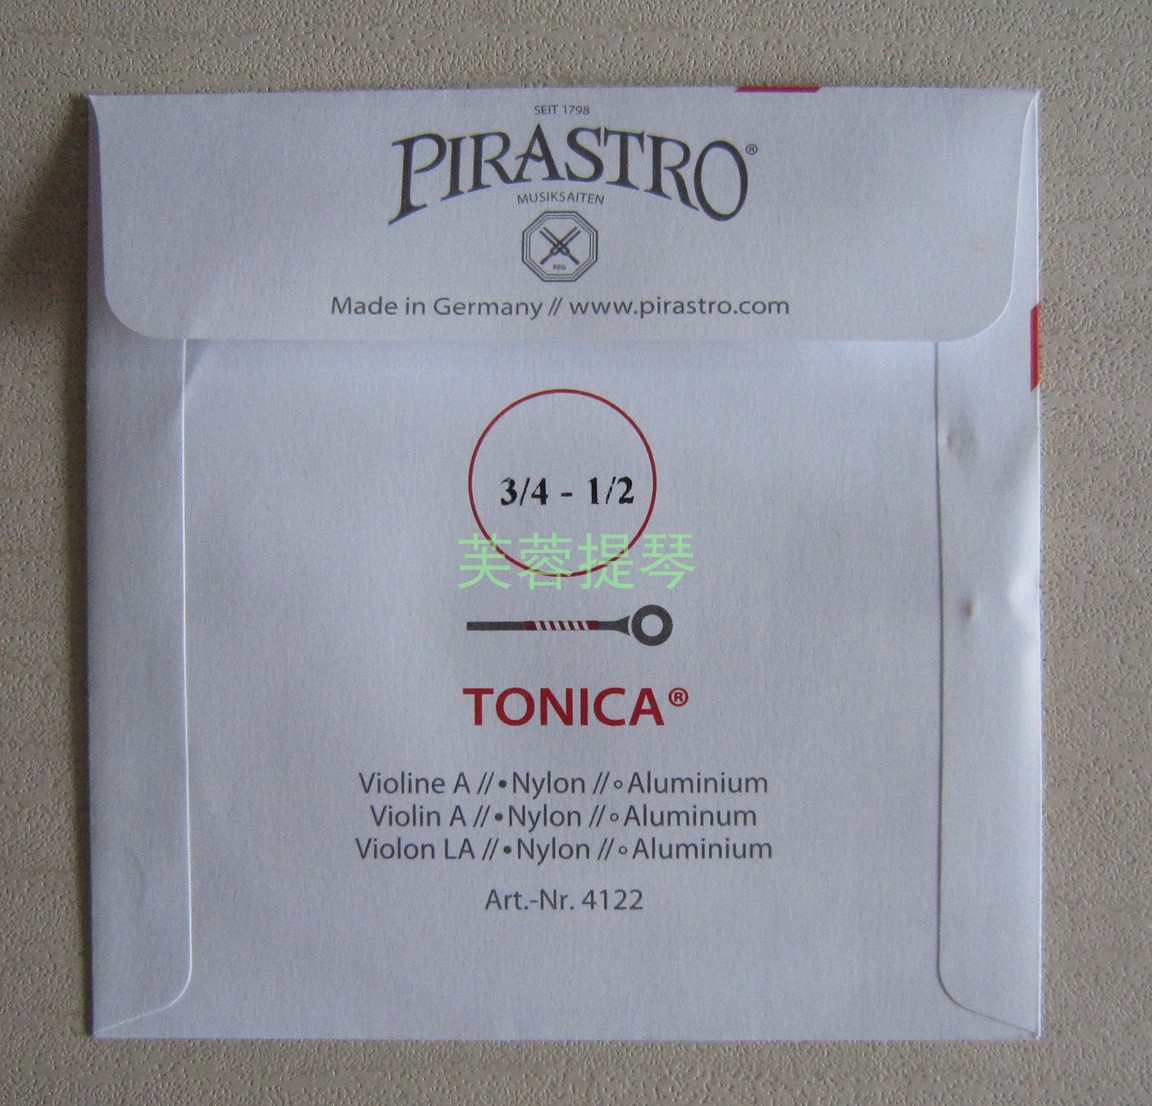 SEIT 1798
PIRASTRO®
MUSIKSAITEN
REG
Made in Germany // www.pirastro.com
3/4 - 1/2
芙蓉提琴
TONICA®
Violine A // • Nylon // ∘ Aluminium
Violin A // • Nylon // ∘ Aluminum
Violon LA // • Nylon // ∘ Aluminium
Art.-Nr. 4122